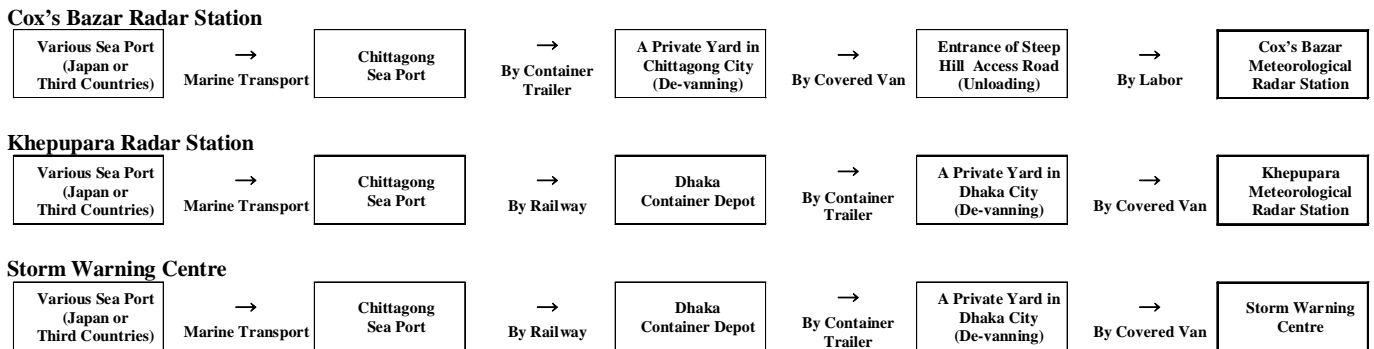 Cox's Bazar Radar Station
Various Sea Port
(Japan or
Third Countries)
→
Marine Transport
Chittagong
Sea Port
→
By Container
Trailer
A Private Yard in
Chittagong City
(De-vanning)
→
By Covered Van
Entrance of Steep
Hill Access Road
(Unloading)
→
By Labor
Cox's Bazar
Meteorological
Radar Station
Khepupara Radar Station
Various Sea Port
(Japan or
Third Countries)
→
Marine Transport
Chittagong
Sea Port
→
By Railway
Dhaka
Container Depot
→
By Container
Trailer
A Private Yard in
Dhaka City
(De-vanning)
→
By Covered Van
Khepupara
Meteorological
Radar Station
Storm Warning Centre
Various Sea Port
(Japan or
Third Countries)
→
Marine Transport
Chittagong
Sea Port
→
By Railway
Dhaka
Container Depot
→
By Container
Trailer
A Private Yard in
Dhaka City
(De-vanning)
→
By Covered Van
Storm Warning
Centre